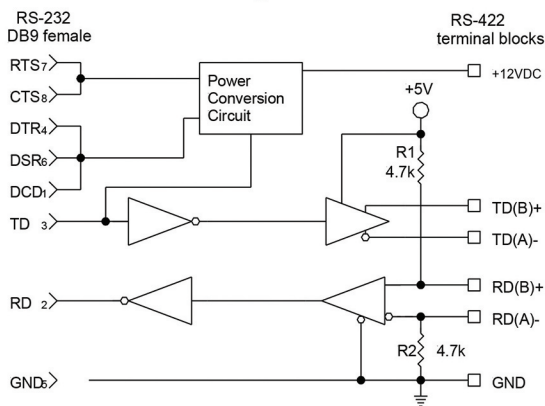 RS-232
DB9 female
RS-422
terminal blocks
RTS7
CTS8
DTR4
DSR6
DCD1
TD 3
RD 2
GND5
Power
Conversion
Circuit
+12VDC
+5V
R1
4.7k
TD(B)+
TD(A)-
RD(B)+
RD(A)-
R2 4.7k
GND